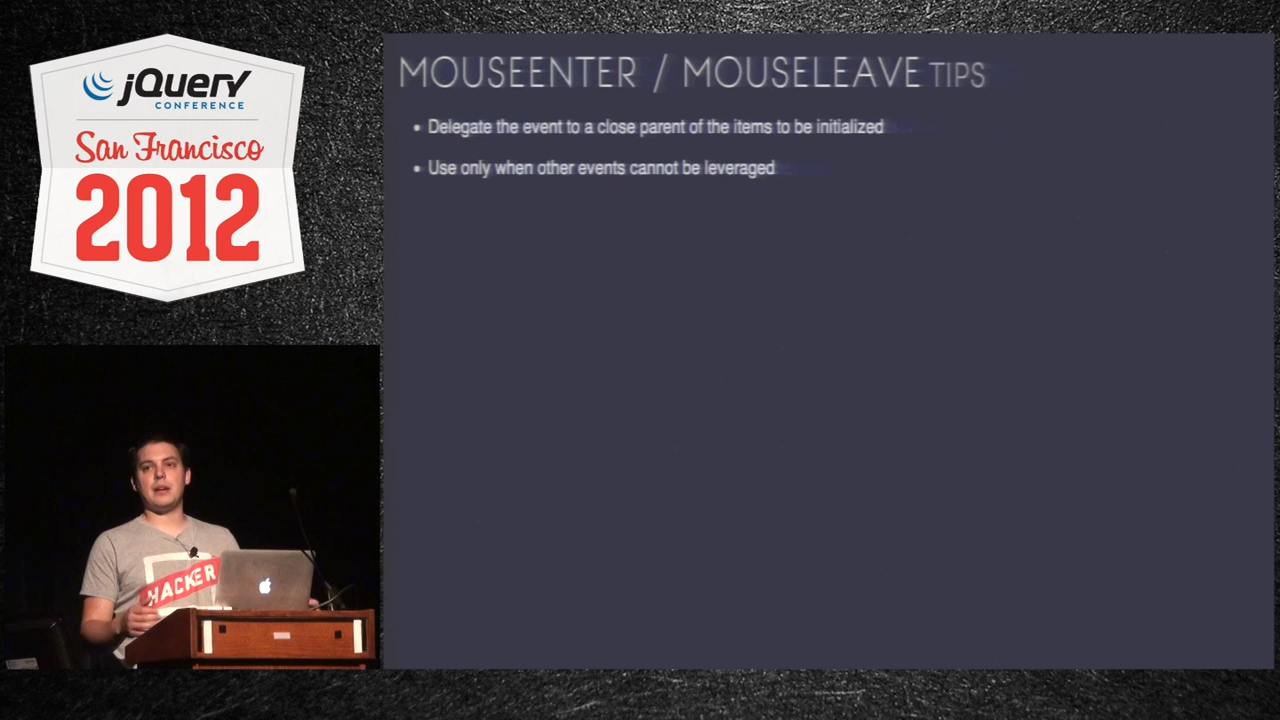 jQuery
CONFERENCE
San Francisco
2012
MOUSEENTER / MOUSELEAVE TIPS
• Delegate the event to a close parent of the items to be initialized
• Use only when other events cannot be leveraged
HACKER